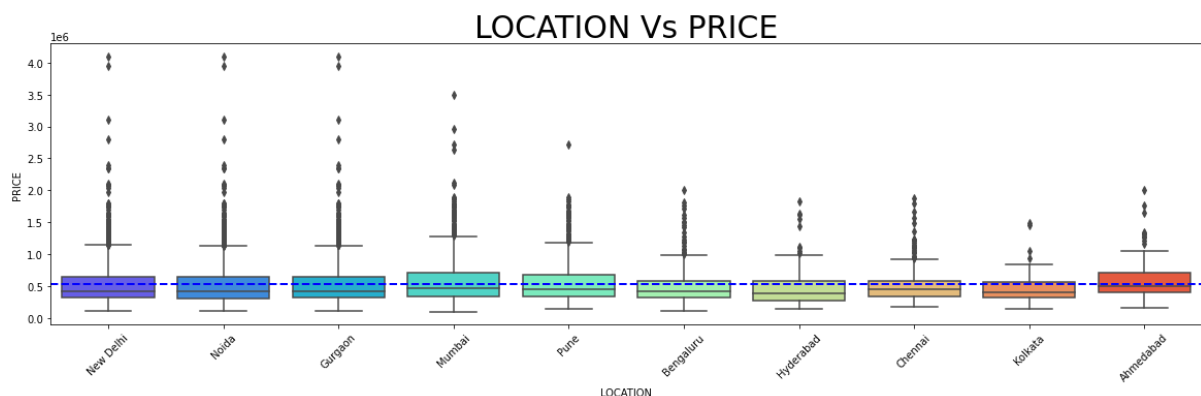 LOCATION Vs PRICE
1e6
4.0
3.5
3.0
2.5
2.0
1.5
1.0
0.5
0.0
PRICE
New Delhi
Noida
Gurgaon
Mumbai
Pune
Bengaluru
Hyderabad
Chennai
Kolkata
Ahmedabad
LOCATION